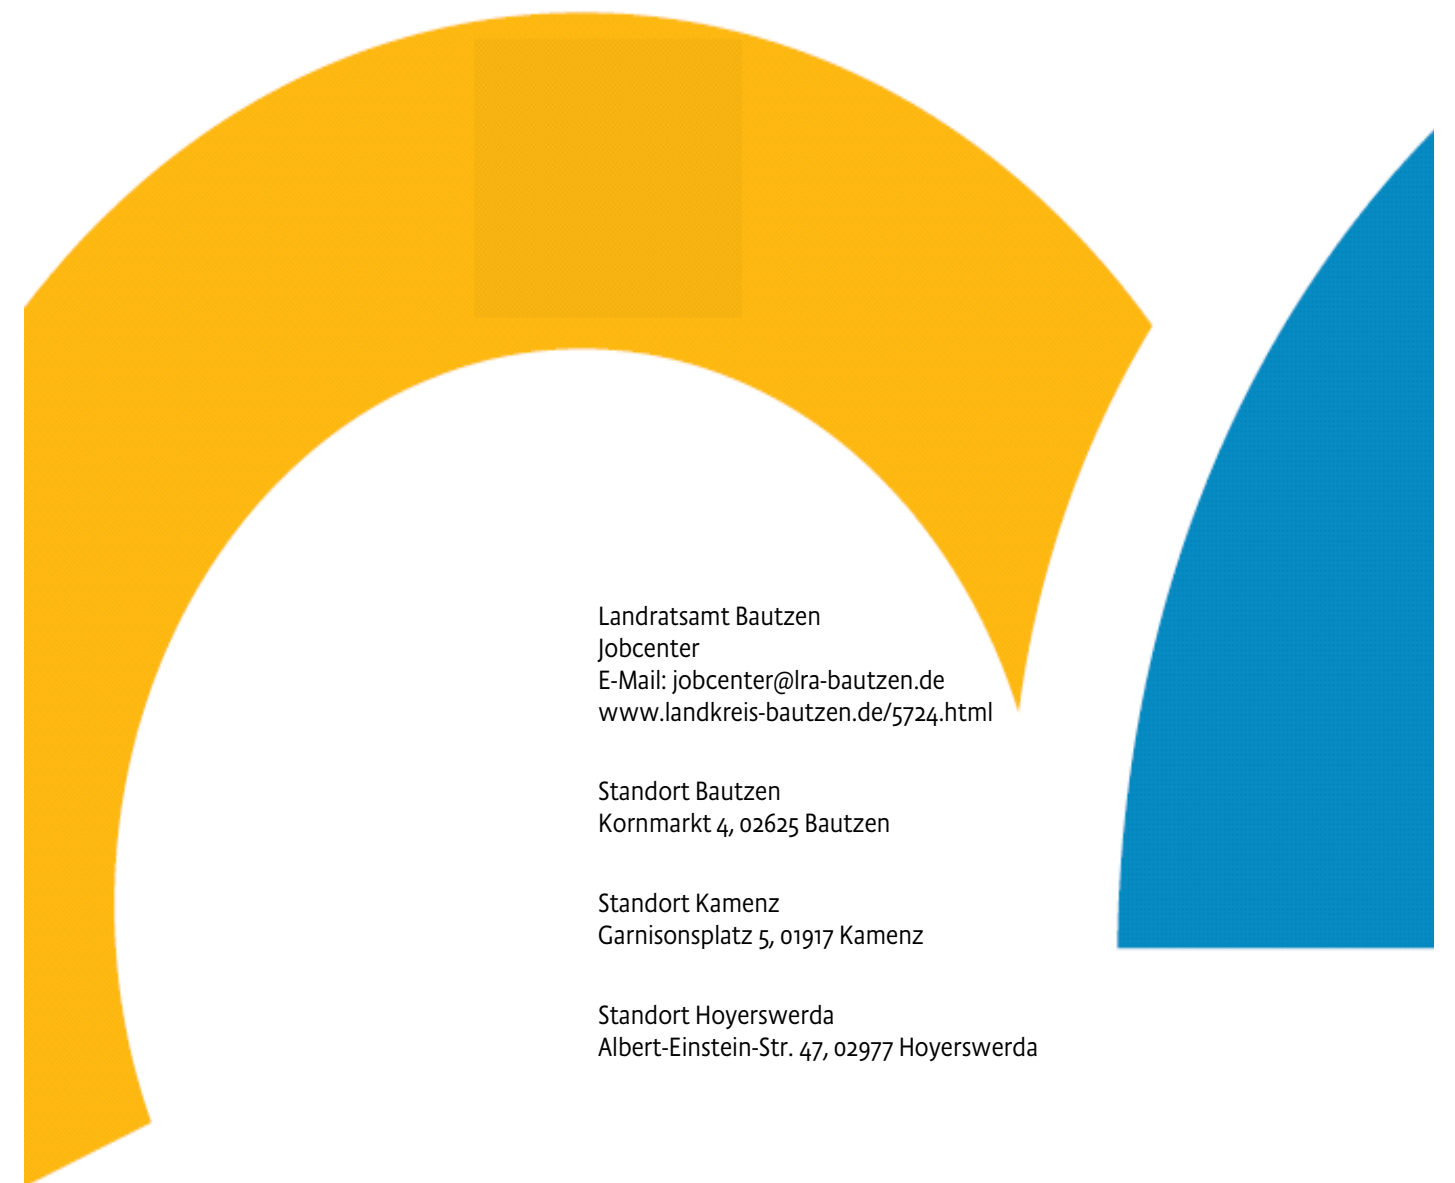 Landratsamt Bautzen
Jobcenter
E-Mail: jobcenter@lra-bautzen.de
www.landkreis-bautzen.de/5724.html
Standort Bautzen
Kornmarkt 4, 02625 Bautzen
Standort Kamenz
Garnisonsplatz 5, 01917 Kamenz
Standort Hoyerswerda
Albert-Einstein-Str. 47, 02977 Hoyerswerda